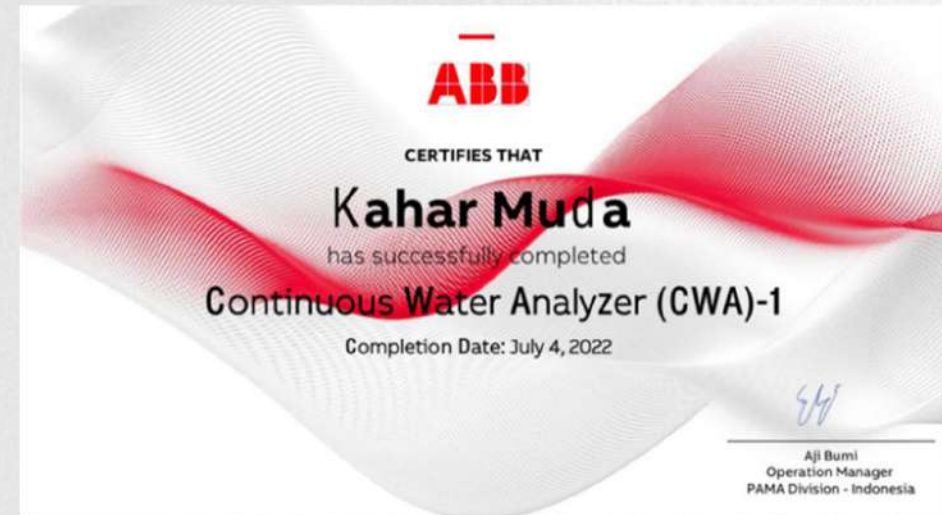 ABB
CERTIFIES THAT
Kahar Muda
has successfully completed
Continuous Water Analyzer (CWA)-1
Completion Date: July 4, 2022
Aji Bumi
Operation Manager
PAMA Division - Indonesia